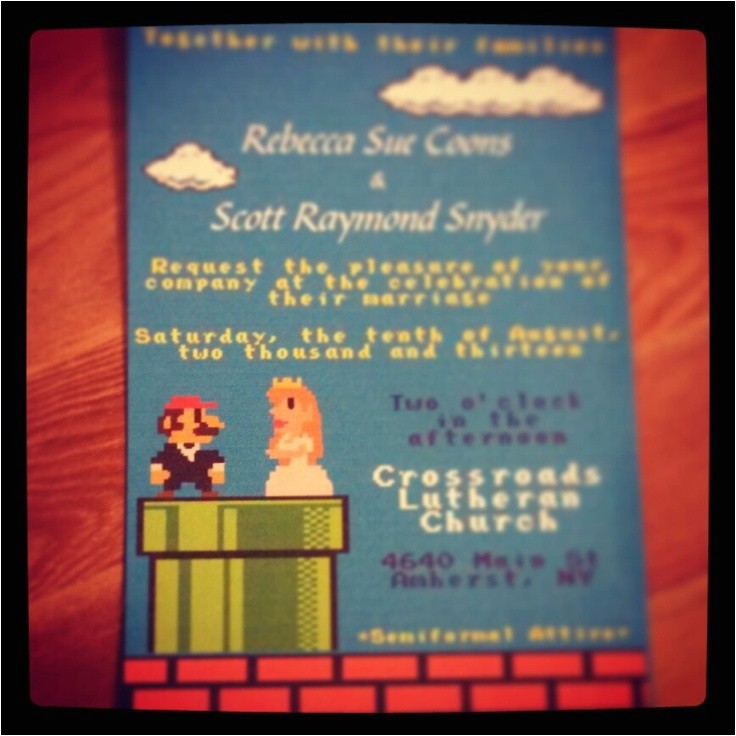 Together with their families
Rebecca Sue Coons
&
Scott Raymond Snyder
Request the pleasure of your
company at the celebration of
their marriage
Saturday, the tenth of August,
two thousand and thirteen
Two o'clock
in the
afternoon
Crossroads
Lutheran
Church
4640 Main St
Amherst, NY
*Semiformal Attire*